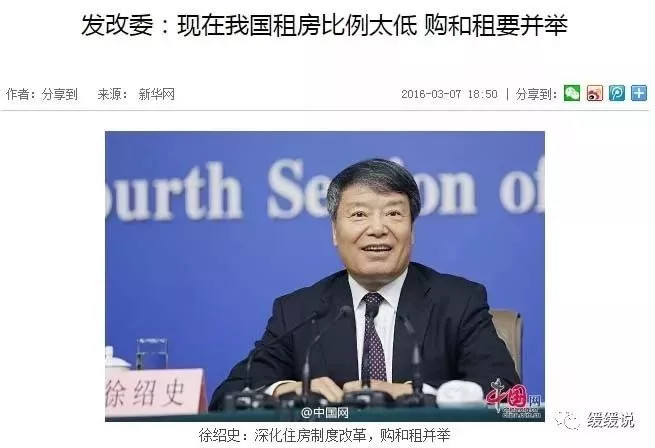 发改委：现在我国租房比例太低 购和租要并举
作者：分享到 来源： 新华网 2016-03-07 18:50 | 分享到：
ourth Session of
徐绍史
@中国网
中国网
徐绍史：深化住房制度改革，购和租并举
缓缓说